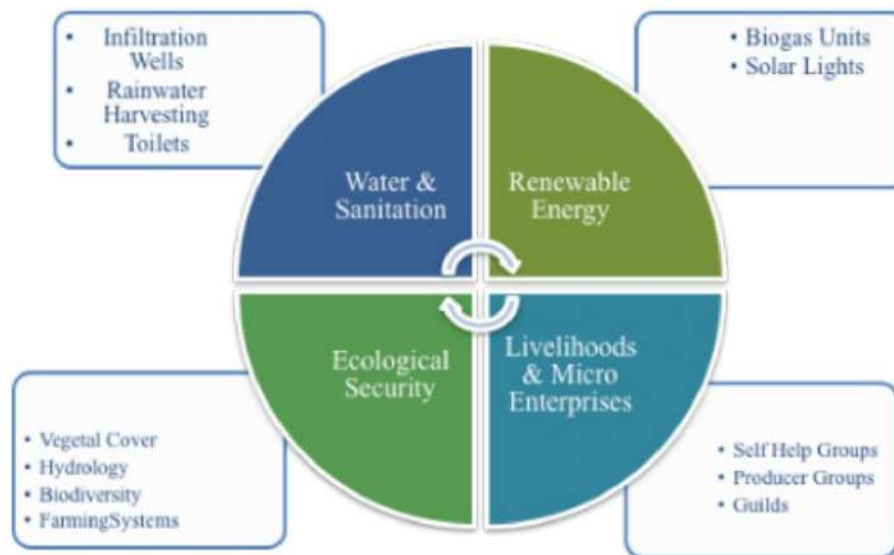 Infiltration
Wells
Rainwater
Harvesting
Toilets
Biogas Units
Solar Lights
Water &
Sanitation
Renewable
Energy
Ecological
Security
Livelihoods
& Micro
Enterprises
Vegetal Cover
Hydrology
Biodiversity
FarmingSystems
Self Help Groups
Producer Groups
Guilds